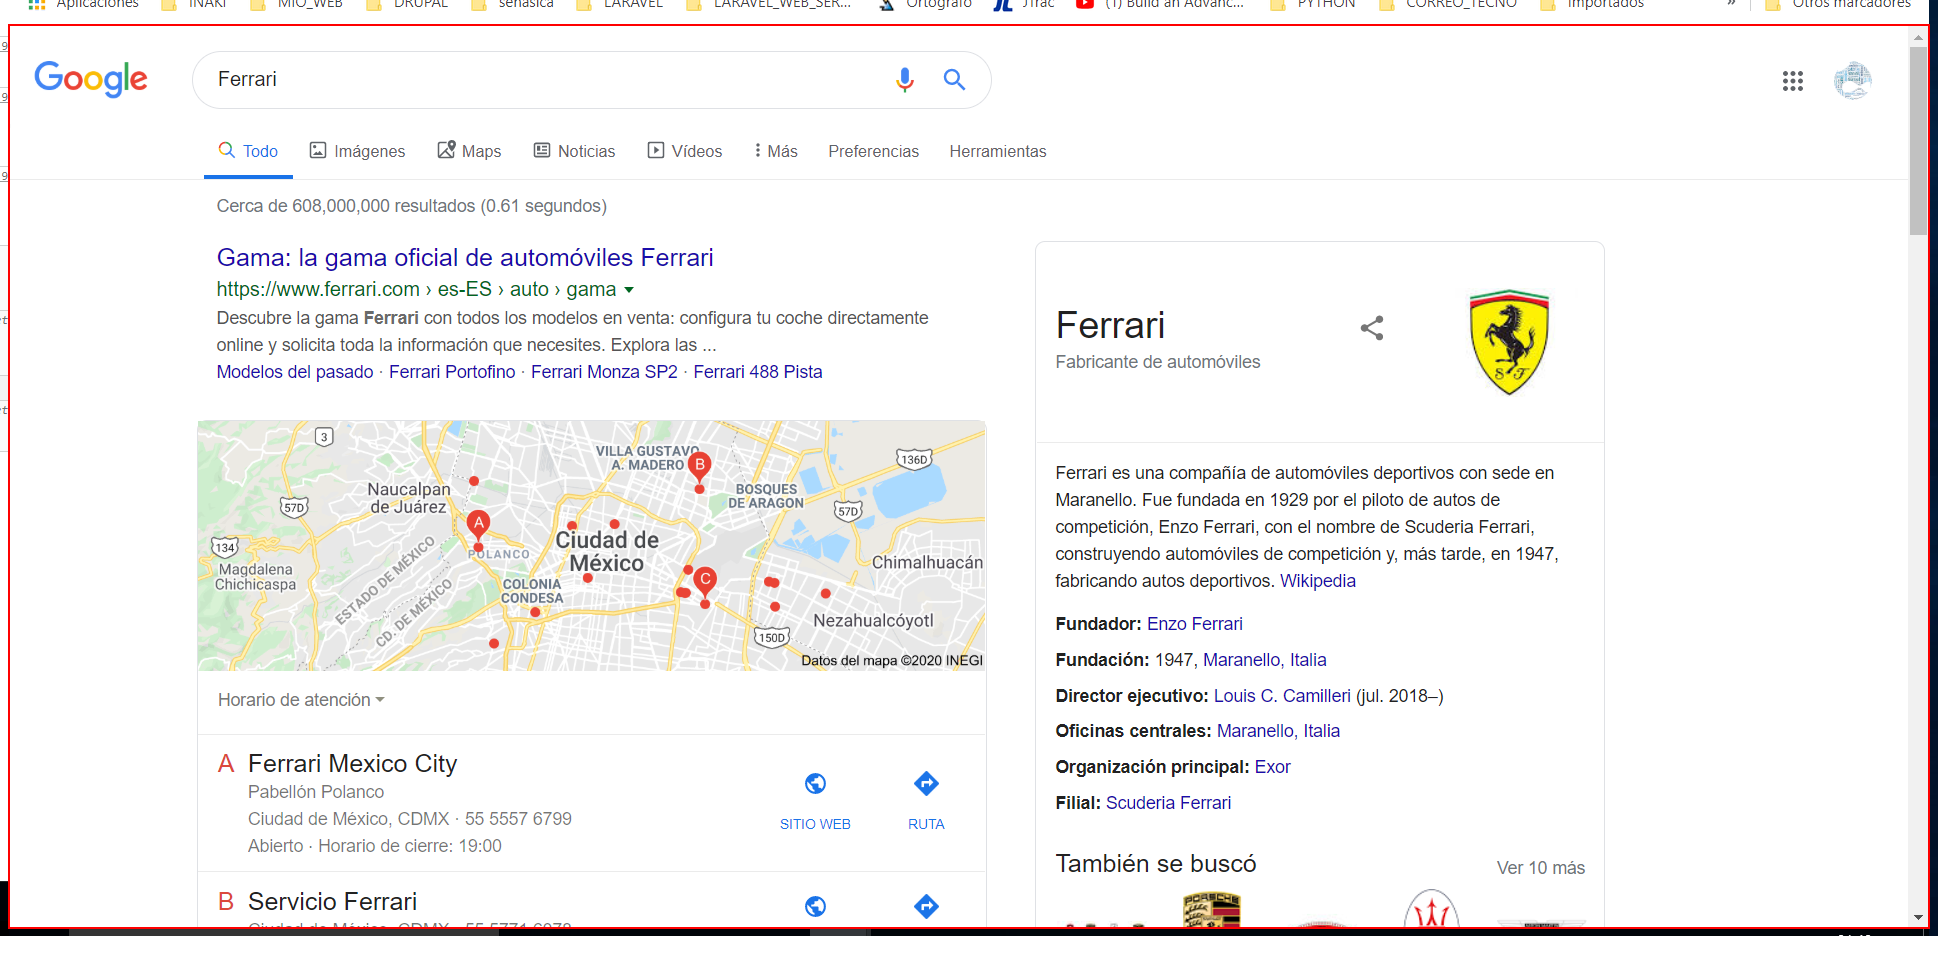 Aplicaciones INAKI MIO_WEB DRUPAL senasica LARAVEL LARAVEL_WEB_SER... Ortografo JTrac (1) Build an Advanc... PYTHON CORREO_TECNO Importados » Otros marcadores
Google Ferrari
Todo Imágenes Maps Noticias Vídeos Más Preferencias Herramientas
Cerca de 608,000,000 resultados (0.61 segundos)
Gama: la gama oficial de automóviles Ferrari
https://www.ferrari.com › es-ES › auto › gama
Descubre la gama Ferrari con todos los modelos en venta: configura tu coche directamente
online y solicita toda la información que necesites. Explora las ...
Modelos del pasado · Ferrari Portofino · Ferrari Monza SP2 · Ferrari 488 Pista
3
VILLA GUSTAVO
A. MADERO
B
136D
Naucalpan
de Juárez
BOSQUES
DE ARAGON
57D
57D
A
Ciudad de
México
134
POLANCO
Magdalena
Chichicaspa
ESTADO DE MÉXICO
CD. DE MÉXICO
COLONIA
CONDESA
C
Chimalhuacán
Nezahualcóyotl
150D
Datos del mapa ©2020 INEGI
Horario de atención
A Ferrari Mexico City
Pabellón Polanco
Ciudad de México, CDMX · 55 5557 6799
Abierto · Horario de cierre: 19:00
SITIO WEB RUTA
B Servicio Ferrari
Ciudad de México, CDMX · 55 5771 6078
Ferrari
Fabricante de automóviles
S F
Ferrari es una compañía de automóviles deportivos con sede en
Maranello. Fue fundada en 1929 por el piloto de autos de
competición, Enzo Ferrari, con el nombre de Scuderia Ferrari,
construyendo automóviles de competición y, más tarde, en 1947,
fabricando autos deportivos. Wikipedia
Fundador: Enzo Ferrari
Fundación: 1947, Maranello, Italia
Director ejecutivo: Louis C. Camilleri (jul. 2018–)
Oficinas centrales: Maranello, Italia
Organización principal: Exor
Filial: Scuderia Ferrari
También se buscó Ver 10 más
PORSCHE